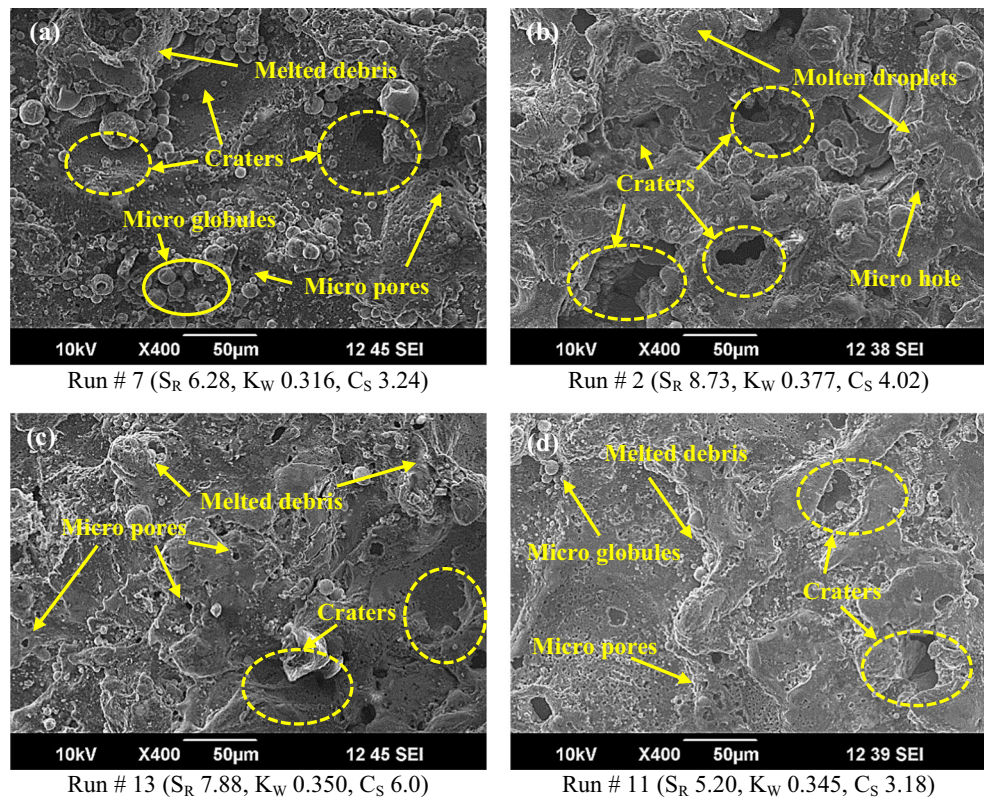 (a)
Melted debris
Craters
Micro globules
Micro pores
10kV X400 50µm 12 45 SEI
Run # 7 (SR 6.28, KW 0.316, CS 3.24)
(b)
Molten droplets
Craters
Micro hole
10kV X400 50µm 12 38 SEI
Run # 2 (SR 8.73, KW 0.377, CS 4.02)
(c)
Melted debris
Micro pores
Craters
10kV X400 50µm 12 45 SEI
Run # 13 (SR 7.88, KW 0.350, CS 6.0)
(d)
Melted debris
Micro globules
Craters
Micro pores
10kV X400 50µm 12 39 SEI
Run # 11 (SR 5.20, KW 0.345, CS 3.18)